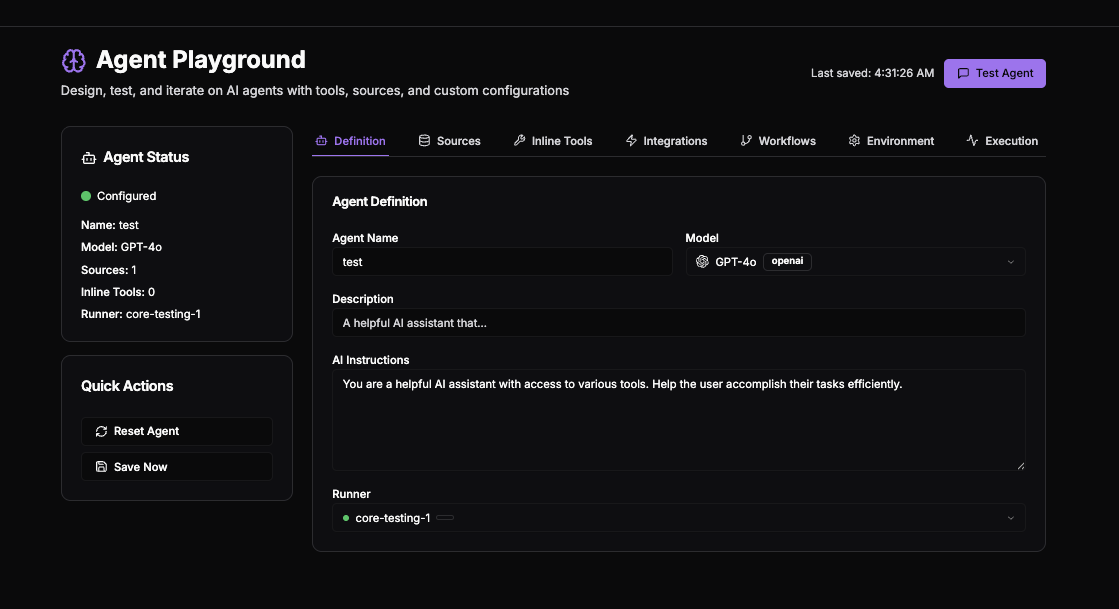 Agent Playground
Design, test, and iterate on AI agents with tools, sources, and custom configurations
Last saved: 4:31:26 AM
Test Agent
Agent Status
Configured
Name: test
Model: GPT-4o
Sources: 1
Inline Tools: 0
Runner: core-testing-1
Quick Actions
Reset Agent
Save Now
Definition
Sources
Inline Tools
Integrations
Workflows
Environment
Execution
Agent Definition
Agent Name
test
Model
GPT-4o openai
Description
A helpful AI assistant that...
AI Instructions
You are a helpful AI assistant with access to various tools. Help the user accomplish their tasks efficiently.
Runner
core-testing-1